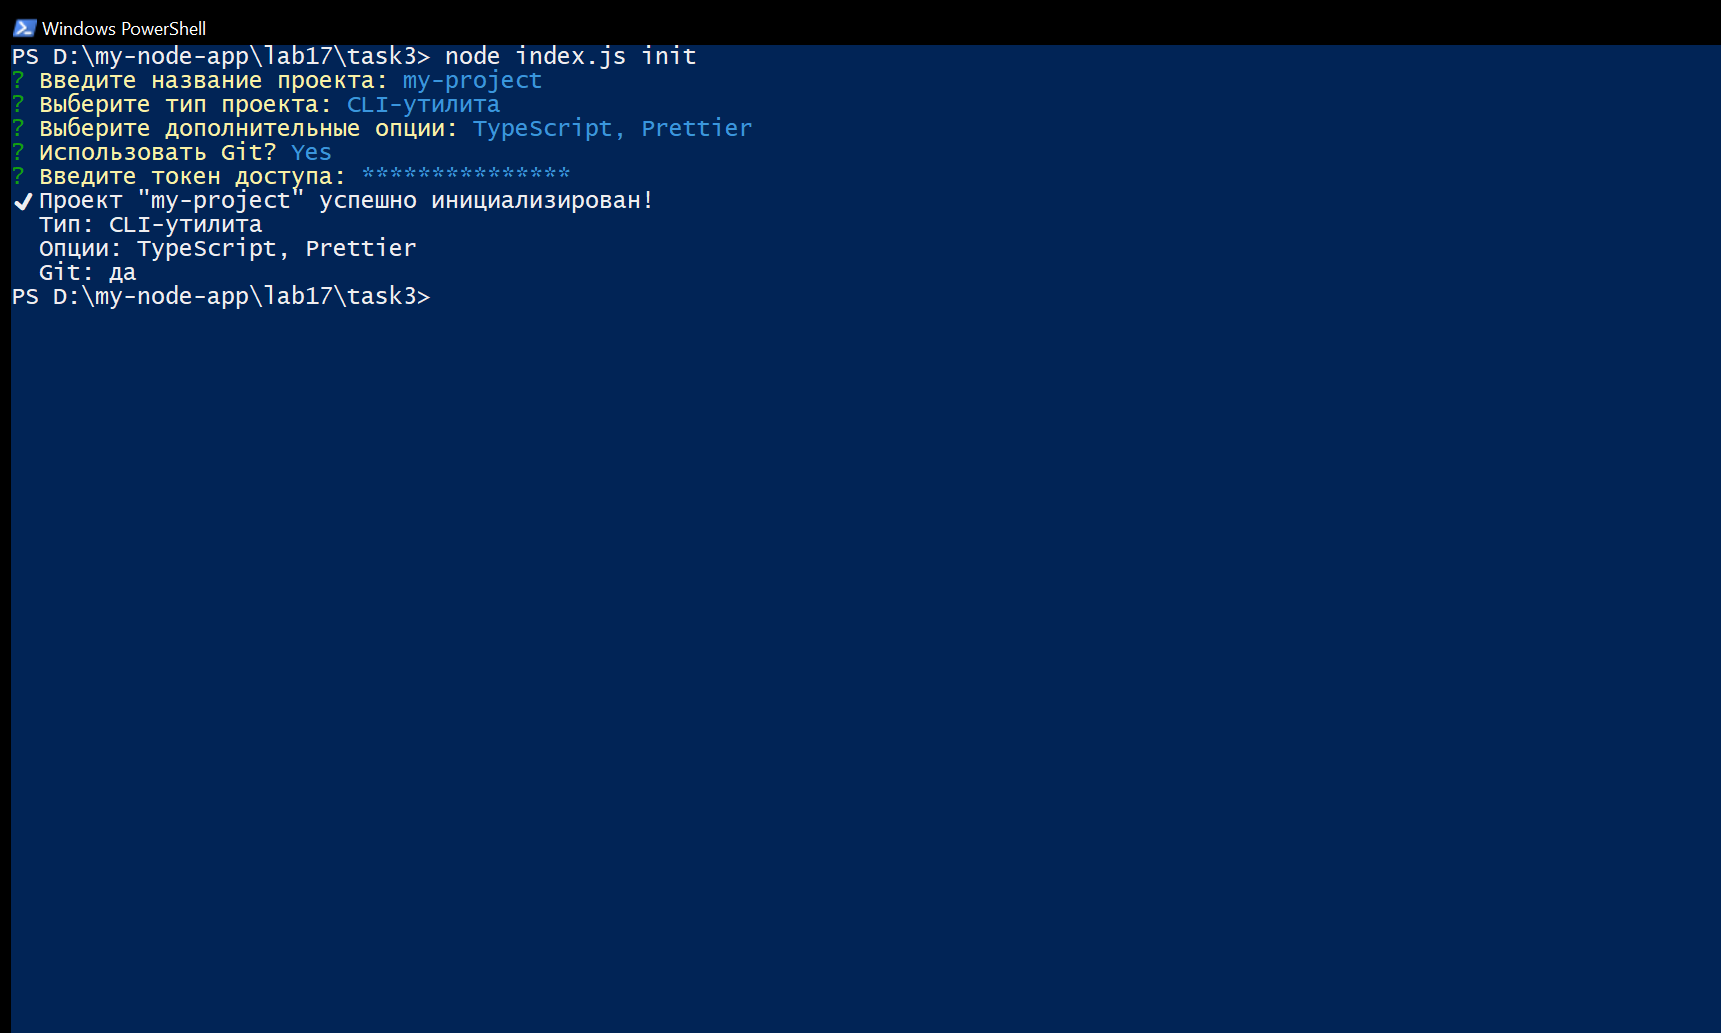 Windows PowerShell
PS D:\my-node-app\lab17\task3> node index.js init
? Введите название проекта: my-project
? Выберите тип проекта: CLI-утилита
? Выберите дополнительные опции: TypeScript, Prettier
? Использовать Git? Yes
? Введите токен доступа: ***************
✔ Проект "my-project" успешно инициализирован!
  Тип: CLI-утилита
  Опции: TypeScript, Prettier
  Git: да
PS D:\my-node-app\lab17\task3>